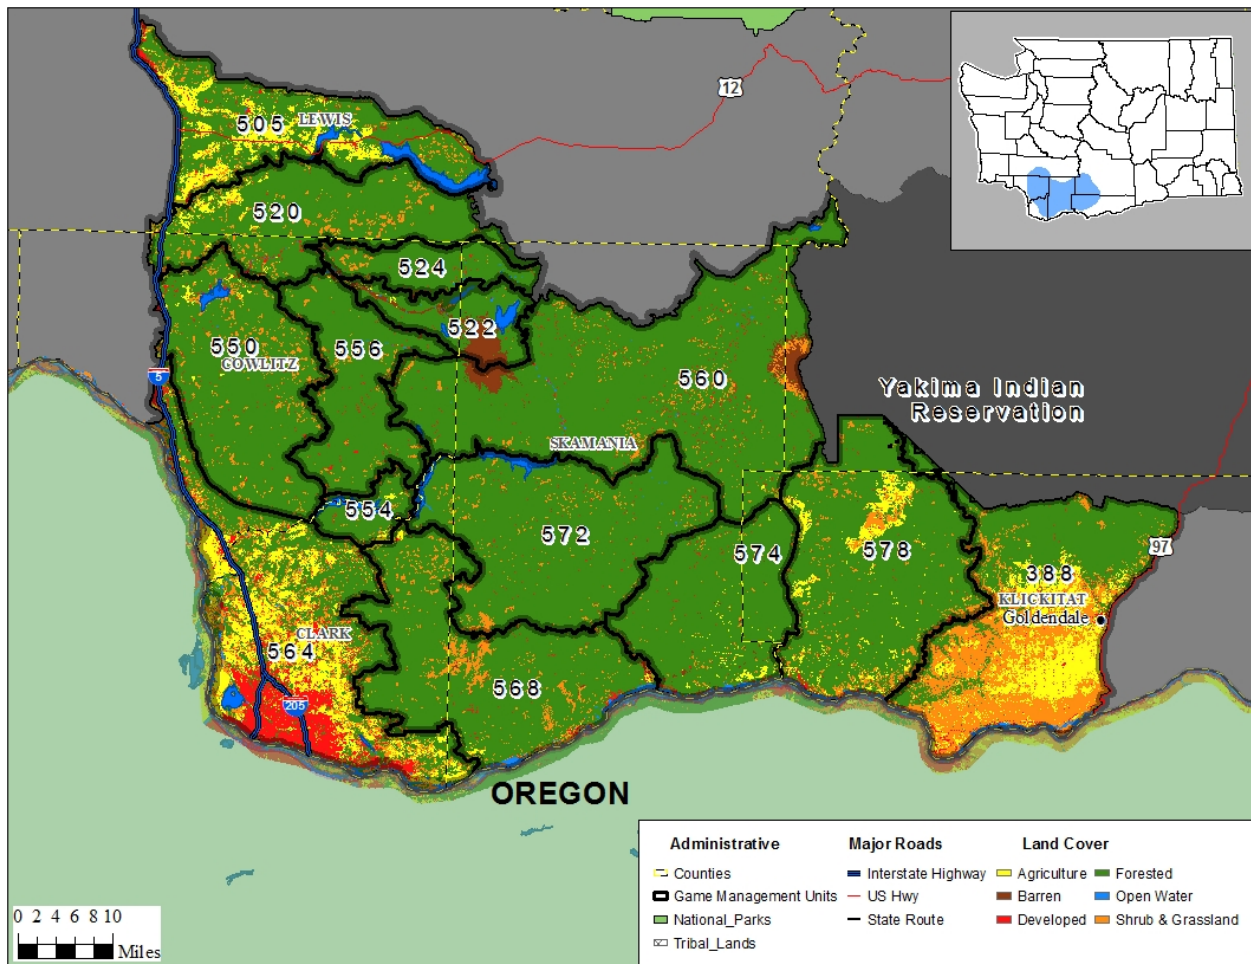 12
505
LEWIS
520
524
522
550
COWLITZ
556
5
560
Yakima Indian
Reservation
SKAMANIA
554
572
574
578
97
388
KLICKITAT
Goldendale
CLARK
564
568
205
OREGON
Administrative
Counties
Game Management Units
National_Parks
Tribal_Lands
Major Roads
Interstate Highway
US Hwy
State Route
Land Cover
Agriculture
Barren
Developed
Forested
Open Water
Shrub & Grassland
0 2 4 6 8 10
Miles